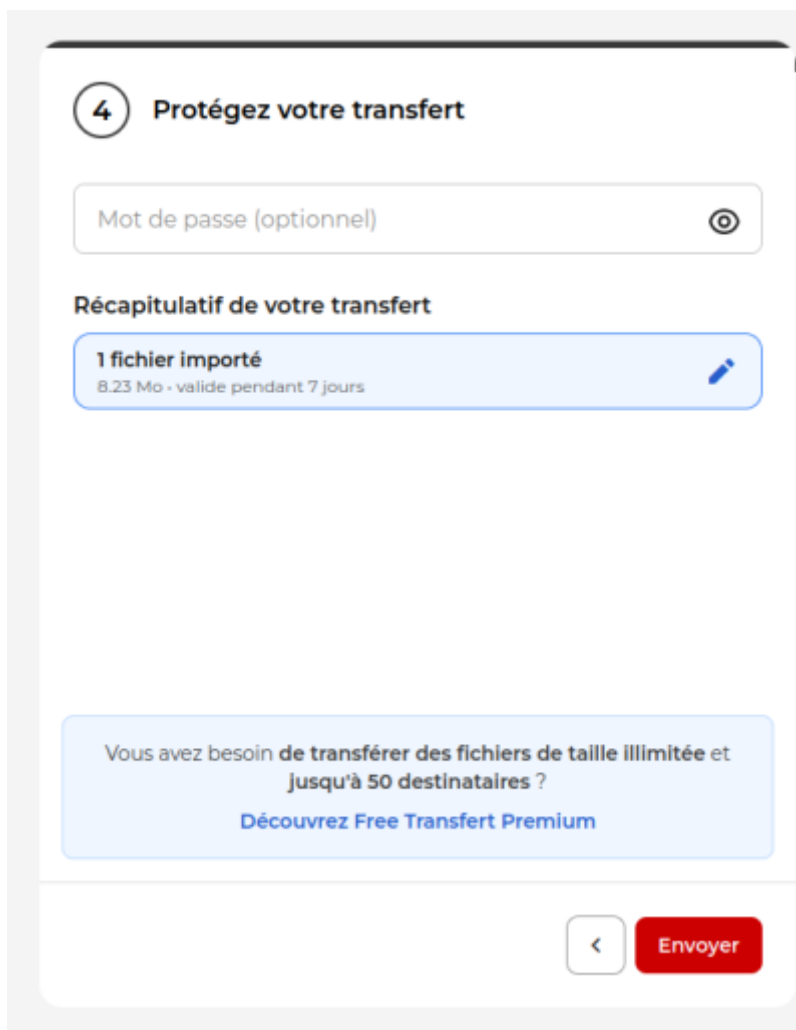 4 Protégez votre transfert
Mot de passe (optionnel)
Récapitulatif de votre transfert
1 fichier importé
8.23 Mo • valide pendant 7 jours
Vous avez besoin de transférer des fichiers de taille illimitée et
jusqu'à 50 destinataires ?
Découvrez Free Transfert Premium
Envoyer